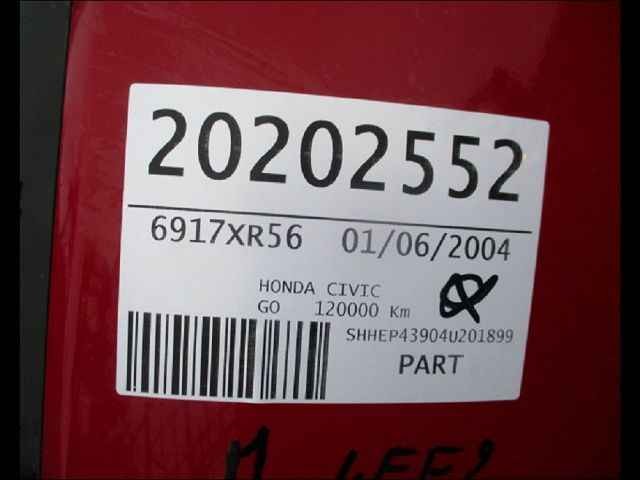 20202552
6917XR56 01/06/2004
HONDA CIVIC
GO 120000 Km
SHHEP43904U201899
PART